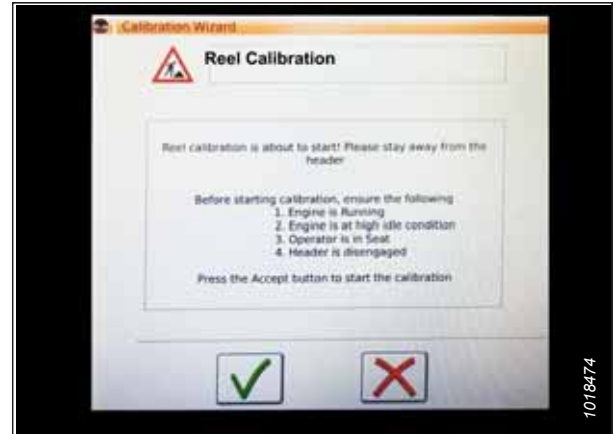 Calibration Wizard
Reel Calibration
Reel calibration is about to start! Please stay away from the
header
Before starting calibration, ensure the following
1. Engine is Running
2. Engine is at high idle condition
3. Operator is in Seat
4. Header is disengaged
Press the Accept button to start the calibration
1018474